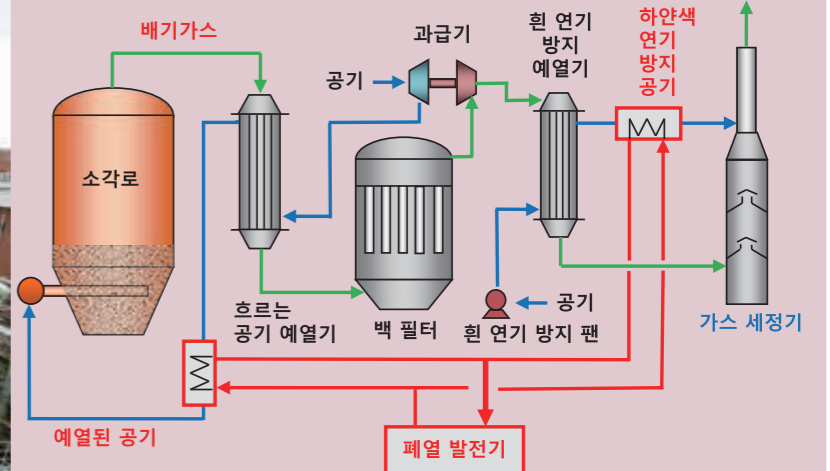 배기가스
과급기
흰 연기
방지
예열기
하얀색
연기
방지
공기
공기
소각로
흐르는
공기 예열기
백 필터
공기
흰 연기 방지 팬
가스 세정기
예열된 공기
폐열 발전기